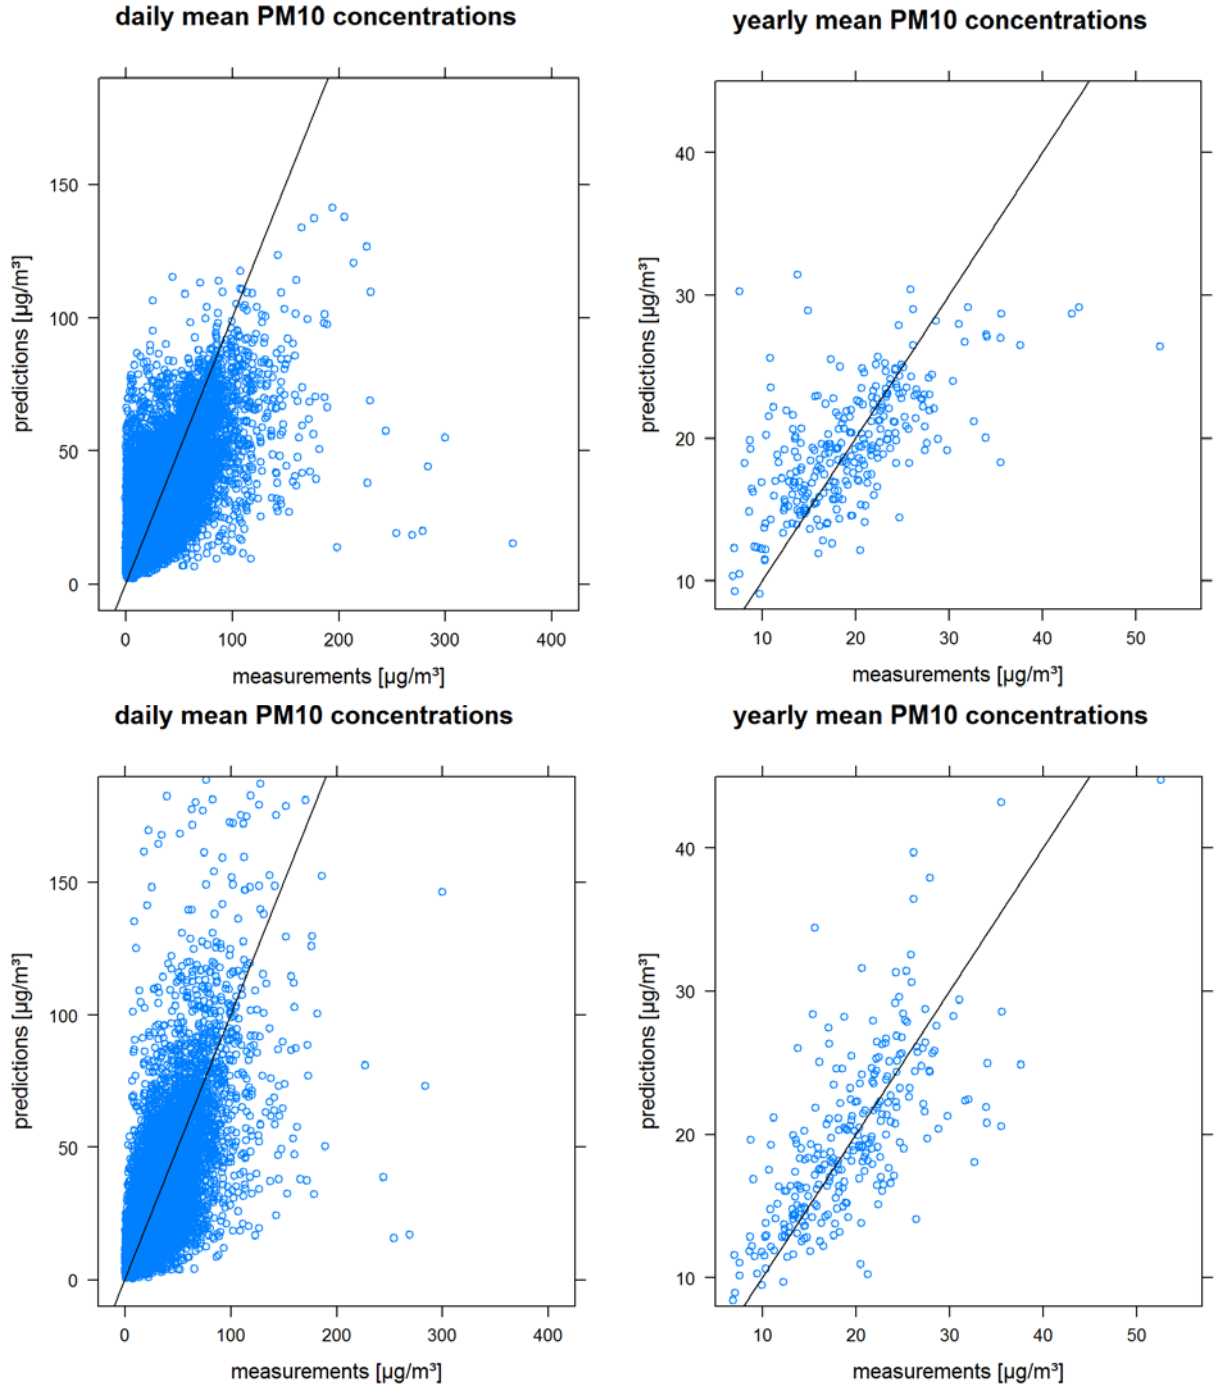 daily mean PM10 concentrations
yearly mean PM10 concentrations
predictions [µg/m³]
150
100
50
0
0 100 200 300 400
measurements [µg/m³]
predictions [µg/m³]
40
30
20
10
10 20 30 40 50
measurements [µg/m³]
daily mean PM10 concentrations
yearly mean PM10 concentrations
predictions [µg/m³]
150
100
50
0
0 100 200 300 400
measurements [µg/m³]
predictions [µg/m³]
40
30
20
10
10 20 30 40 50
measurements [µg/m³]